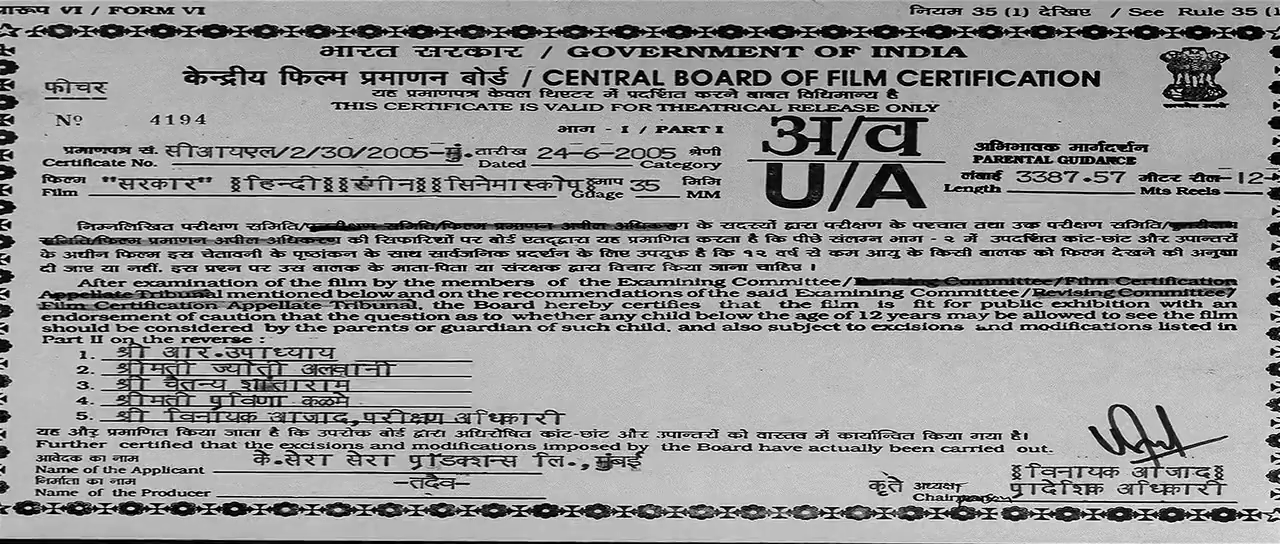 प्रारूप VI / FORM VI
नियम 35 (1) देखिए / See Rule 35 (1
भारत सरकार / GOVERNMENT OF INDIA
केन्द्रीय फिल्म प्रमाणन बोर्ड / CENTRAL BOARD OF FILM CERTIFICATION
फीचर
यह प्रमाणपत्र केवल थिएटर में प्रदर्शित करने बाबत विधिमान्य है
THIS CERTIFICATE IS VALID FOR THEATRICAL RELEASE ONLY
Nº 4194
भाग - I / PART I
अ/व
U/A
प्रमाणपत्र सं. सीआयएल/2/30/2005-मुं. तारीख 24-6-2005 श्रेणी
Certificate No. Dated Category
अभिभावक मार्गदर्शन
PARENTAL GUIDANCE
फिल्म "सरकार" हिन्दी रंगीन सिनेमास्कोप माप 35 मिमि
Film Guage MM
लंबाई 3387.57 मीटर रील-12-
Length Mts Reels
निम्नलिखित परीक्षण समिति/पुनरीक्षण समिति/फिल्म प्रमाणन अपील अधिकरण के सदस्यों द्वारा परीक्षण के पश्चात तथा उक्त परीक्षण समिति/पुनरीक्षण
समिति/फिल्म प्रमाणन अपील अधिकरण की सिफारिशों पर बोर्ड एतद्द्वारा यह प्रमाणित करता है कि पीछे संलग्न भाग - २ में उपदर्शित कांट-छांट और उपान्तरों
के अधीन फिल्म इस चेतावनी के पृष्ठांकन के साथ सार्वजनिक प्रदर्शन के लिए उपयुक्त है कि १२ वर्ष से कम आयु के किसी बालक को फिल्म देखने की अनुज्ञा
दी जाए या नहीं. इस प्रश्न पर उस बालक के माता-पिता या संरक्षक द्वारा विचार किया जाना चाहिए ।
After examination of the film by the members of the Examining Committee/Revising Committee/Film Certification
Appellate Tribunal mentioned below and on the recommendations of the said Examining Committee/Revising Committee/
Film Certification Appellate Tribunal, the Board hereby certifies that the film is fit for public exhibition with an
endorsement of caution that the question as to whether any child below the age of 12 years may be allowed to see the film
should be considered by the parents or guardian of such child, and also subject to excisions and modifications listed in
Part II on the reverse :
1. श्री आर.उपाध्याय
2. श्रीमती ज्योती अलवानी
3. श्री चैतन्य शांताराम
4. श्रीमती प्रविणा कळमे
5. श्री विनायक आजाद,परीक्षण अधिकारी
यह और प्रमाणित किया जाता है कि उपरोक्त बोर्ड द्वारा अधिरोपित कांट-छांट और उपान्तरों को वास्तव में कार्यान्वित किया गया है।
Further certified that the excisions and modifications imposed by the Board have actually been carried out.
आवेदक का नाम के.सेरा सेरा प्रॉडक्शन्स लि.,मुंबई
Name of the Applicant
निर्माता का नाम -तदैव-
Name of the Producer
विनायक आजाद
कृते अध्यक्ष प्रादेशिक अधिकारी
Chairperson